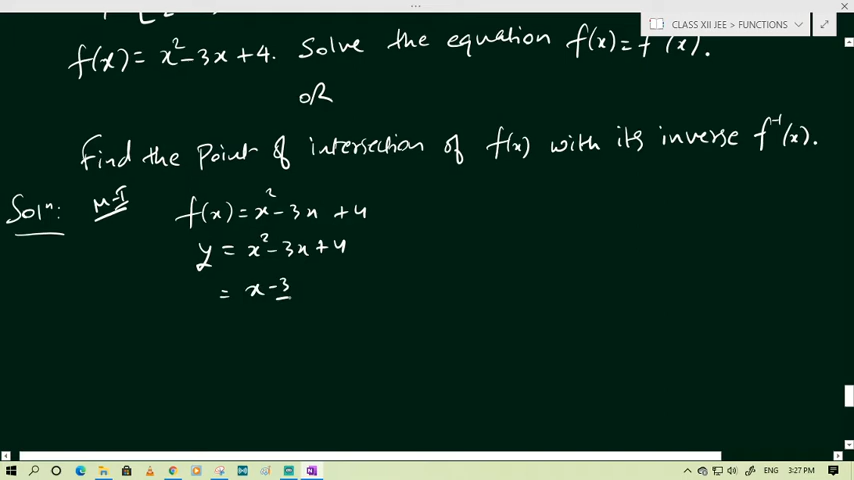 CLASS XII JEE > FUNCTIONS
f(x) = x² - 3x + 4. Solve the equation f(x) = f (x).
OR
Find the Point of intersection of f(x) with its inverse f⁻¹(x).
Solⁿ: M-I f(x) = x² - 3x + 4
y = x² - 3x + 4
= x - 3
ENG 3:27 PM